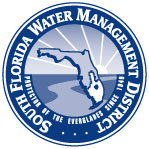 SOUTH FLORIDA WATER MANAGEMENT DISTRICT
PROTECTOR OF THE EVERGLADES SINCE 1949